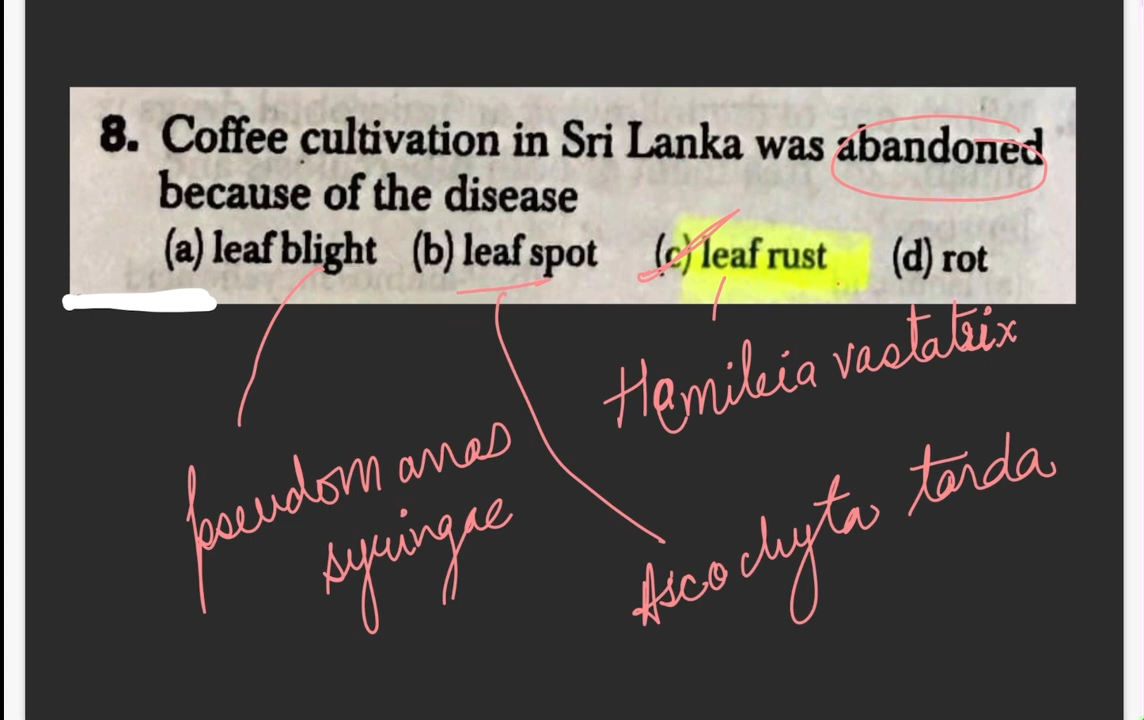 8. Coffee cultivation in Sri Lanka was abandoned
because of the disease
(a) leaf blight (b) leaf spot (c) leaf rust (d) rot
Hemileia vastatrix
pseudomonas
syringae
Ascochyta tarda